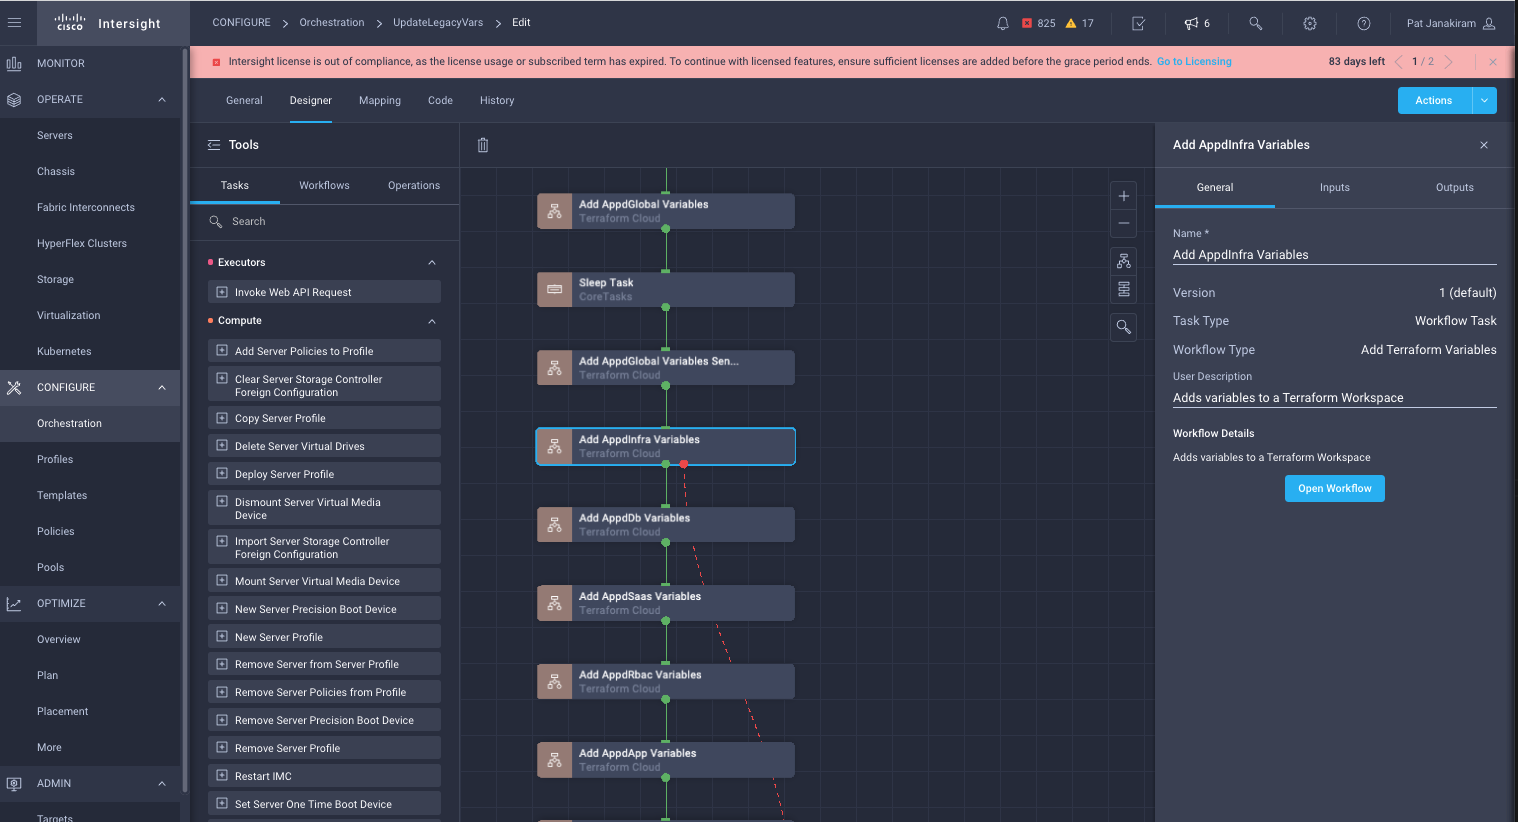 CISCO Intersight
CONFIGURE > Orchestration > UpdateLegacyVars > Edit
825 17 6 Pat Janakiram
Intersight license is out of compliance, as the license usage or subscribed term has expired. To continue with licensed features, ensure sufficient licenses are added before the grace period ends. Go to Licensing
83 days left 1 / 2
MONITOR
OPERATE
Servers
Chassis
Fabric Interconnects
HyperFlex Clusters
Storage
Virtualization
Kubernetes
CONFIGURE
Orchestration
Profiles
Templates
Policies
Pools
OPTIMIZE
Overview
Plan
Placement
More
ADMIN
Targets
General Designer Mapping Code History
Actions
Tools
Tasks Workflows Operations
Search
Executors
Invoke Web API Request
Compute
Add Server Policies to Profile
Clear Server Storage Controller
Foreign Configuration
Copy Server Profile
Delete Server Virtual Drives
Deploy Server Profile
Dismount Server Virtual Media
Device
Import Server Storage Controller
Foreign Configuration
Mount Server Virtual Media Device
New Server Precision Boot Device
New Server Profile
Remove Server from Server Profile
Remove Server Policies from Profile
Remove Server Precision Boot Device
Remove Server Profile
Restart IMC
Set Server One Time Boot Device
Add AppdGlobal Variables
Terraform Cloud
Sleep Task
CoreTasks
Add AppdGlobal Variables Sen...
Terraform Cloud
Add AppdInfra Variables
Terraform Cloud
Add AppdDb Variables
Terraform Cloud
Add AppdSaas Variables
Terraform Cloud
Add AppdRbac Variables
Terraform Cloud
Add AppdApp Variables
Terraform Cloud
Add AppdInfra Variables
General Inputs Outputs
Name *
Add AppdInfra Variables
Version 1 (default)
Task Type Workflow Task
Workflow Type Add Terraform Variables
User Description
Adds variables to a Terraform Workspace
Workflow Details
Adds variables to a Terraform Workspace
Open Workflow